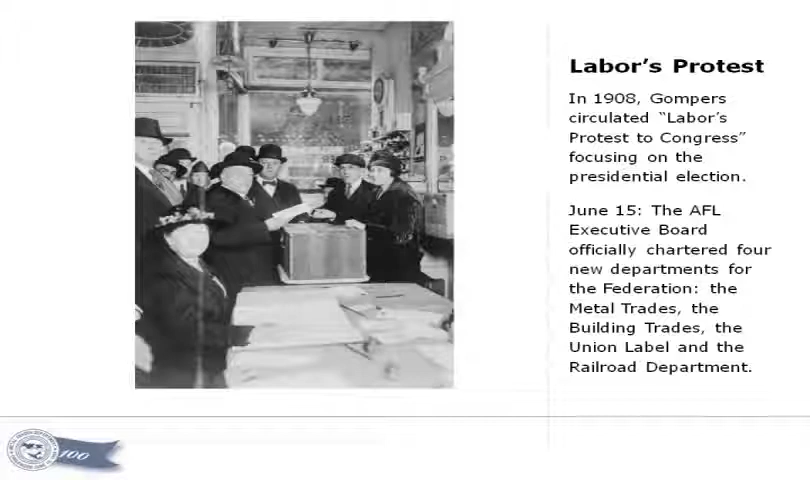 Labor's Protest
In 1908, Gompers
circulated “Labor's
Protest to Congress”
focusing on the
presidential election.
June 15: The AFL
Executive Board
officially chartered four
new departments for
the Federation: the
Metal Trades, the
Building Trades, the
Union Label and the
Railroad Department.
100